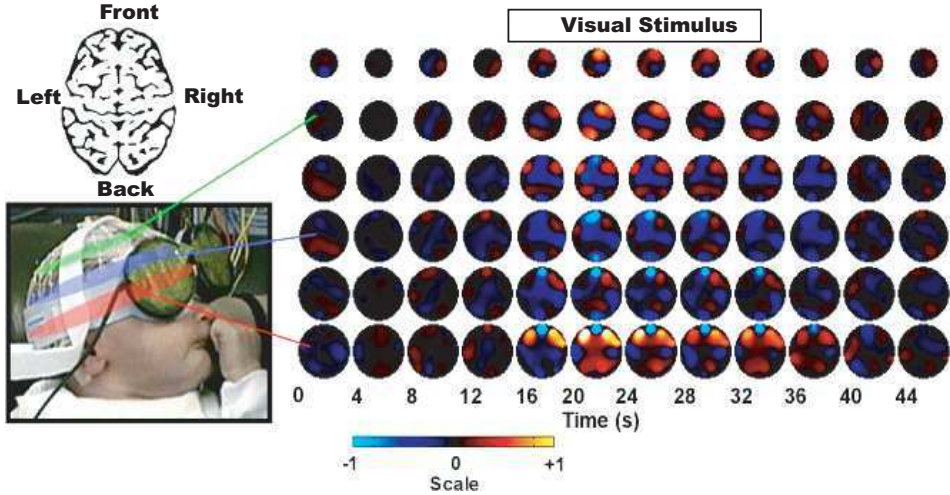 Front
Visual Stimulus
Left
Right
Back
0 4 8 12 16 20 24 28 32 36 40 44
Time (s)
-1 0 +1
Scale